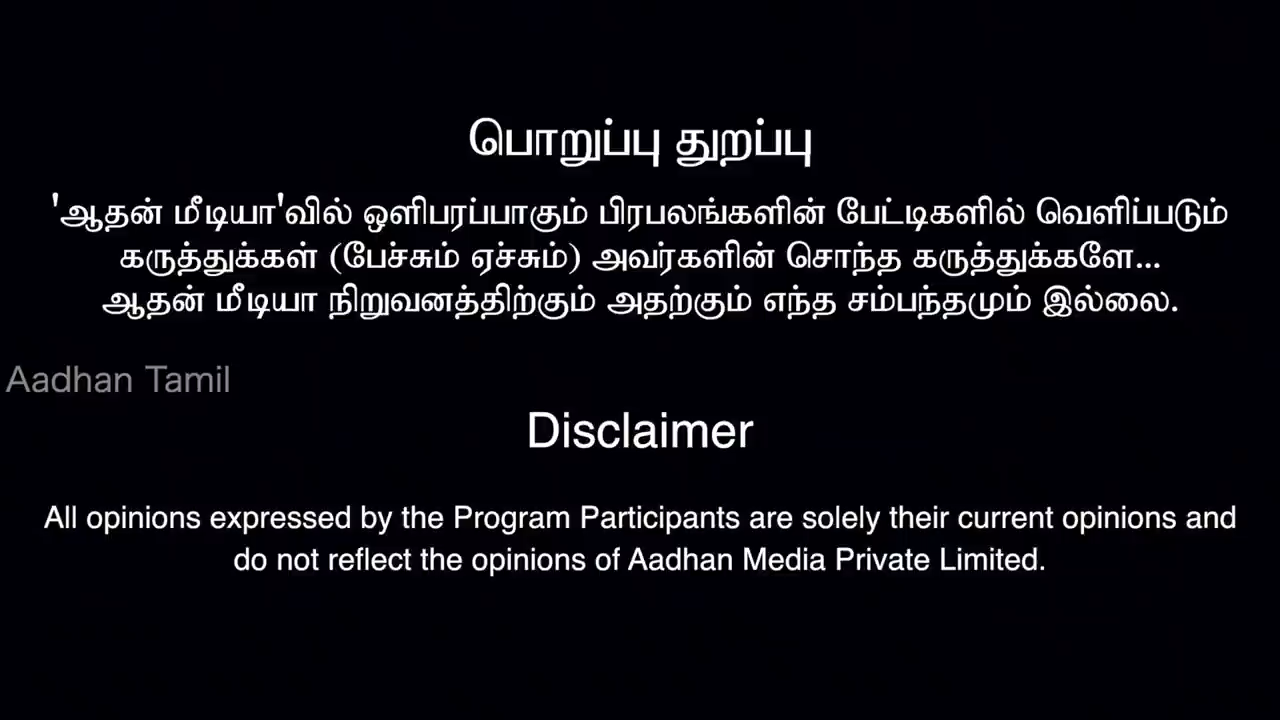 பொறுப்பு துறப்பு
'ஆதன் மீடியா'வில் ஒளிபரப்பாகும் பிரபலங்களின் பேட்டிகளில் வெளிப்படும்
கருத்துக்கள் (பேச்சும் ஏச்சும்) அவர்களின் சொந்த கருத்துக்களே...
ஆதன் மீடியா நிறுவனத்திற்கும் அதற்கும் எந்த சம்பந்தமும் இல்லை.
Aadhan Tamil
Disclaimer
All opinions expressed by the Program Participants are solely their current opinions and
do not reflect the opinions of Aadhan Media Private Limited.